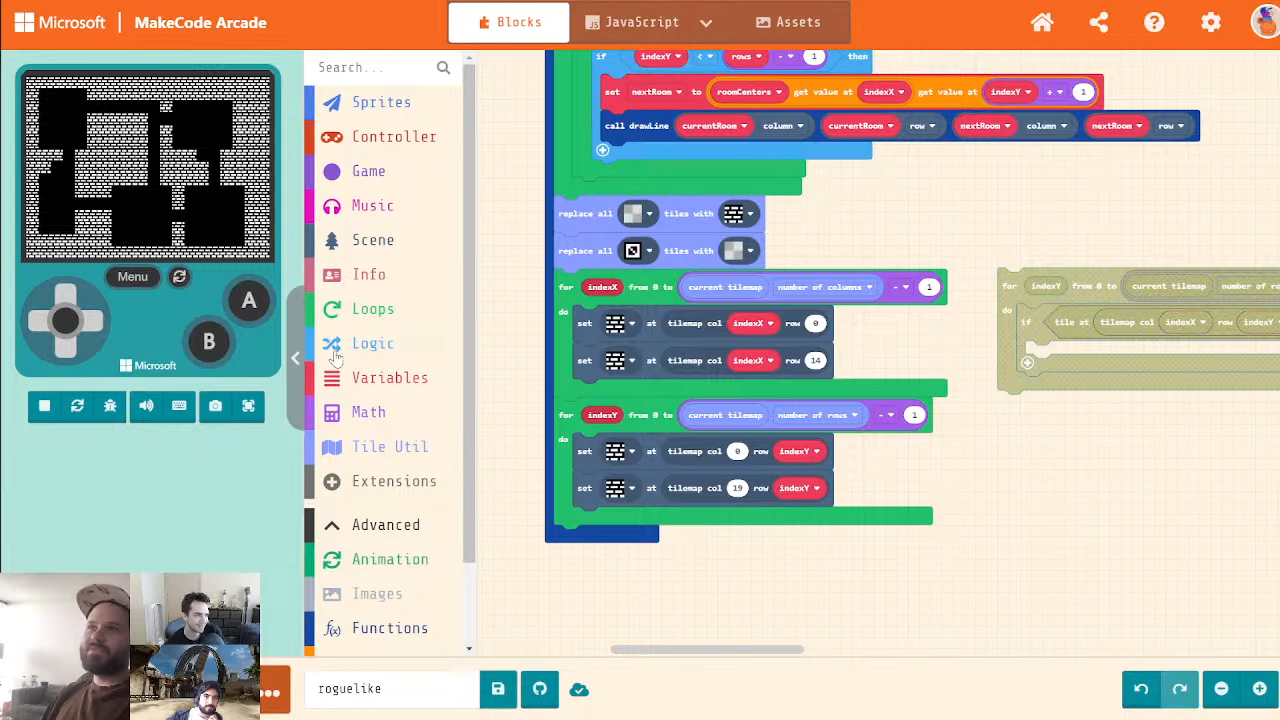 Microsoft | MakeCode Arcade
Blocks
JavaScript
Assets
Menu
A
B
Microsoft
Search...
Sprites
Controller
Game
Music
Scene
Info
Loops
Logic
Variables
Math
Tile Util
Extensions
Advanced
Animation
Images
Functions
if indexY < rows - 1 then
set nextRoom to roomCenters get value at indexX get value at indexY + 1
call drawLine currentRoom column currentRoom row nextRoom column nextRoom row
replace all tiles with
replace all tiles with
for indexX from 0 to current tilemap number of columns - 1
do
set at tilemap col indexX row 0
set at tilemap col indexX row 14
for indexY from 0 to current tilemap number of rows - 1
do
set at tilemap col 0 row indexY
set at tilemap col 19 row indexY
for indexY from 0 to current tilemap number of
do
if tile at tilemap col indexX row indexY
roguelike